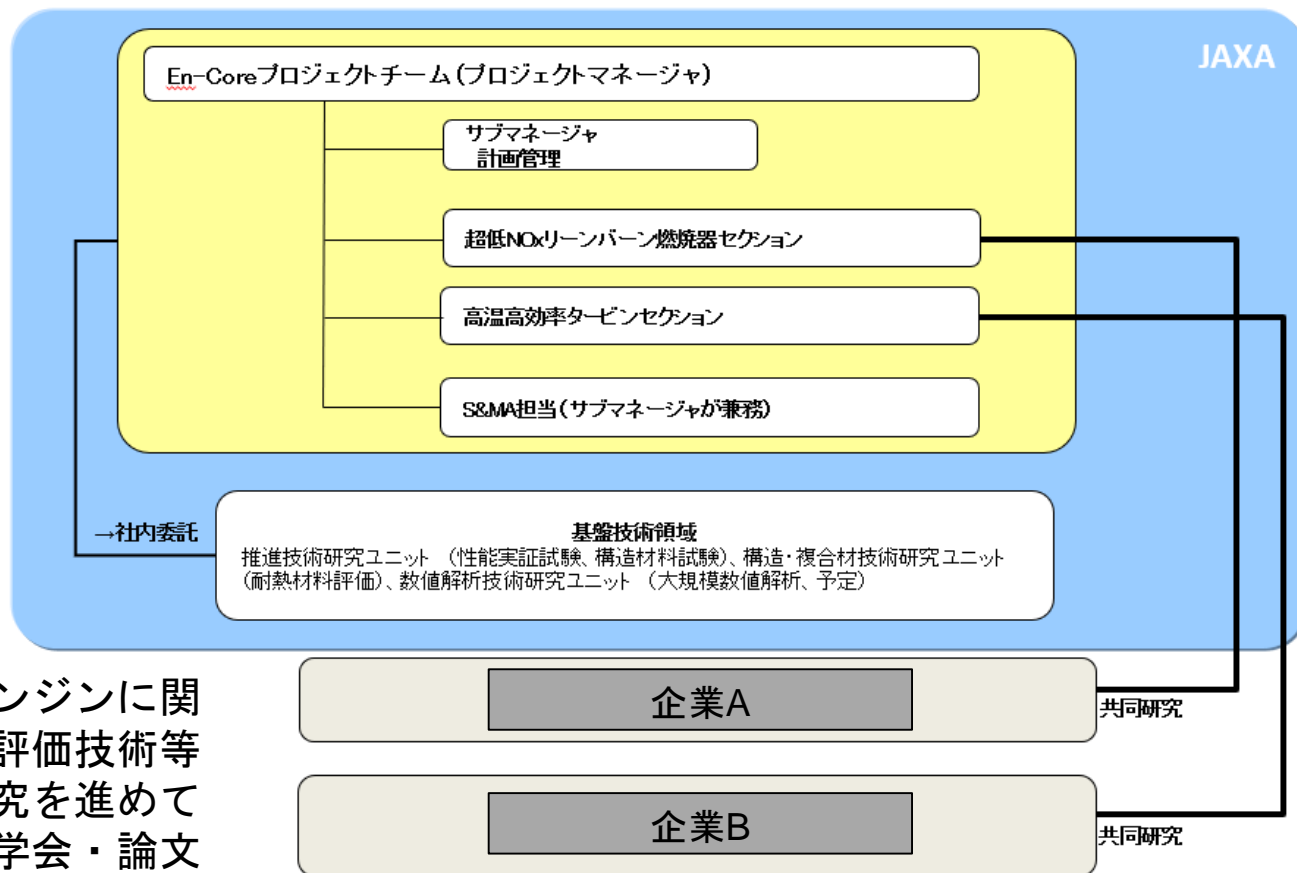 JAXA
En-Coreプロジェクトチーム(プロジェクトマネージャ)
サブマネージャ
計画管理
超低NOxリーンバーン燃焼器セクション
高温高効率タービンセクション
S&MA担当(サブマネージャが兼務)
→社内委託
基盤技術領域
推進技術研究ユニット (性能実証試験、構造材料試験)、構造・複合材技術研究ユニット
(耐熱材料評価)、数値解析技術研究ユニット (大規模数値解析、予定)
ンジンに関
評価技術等
究を進めて
学会・論文
企業A
共同研究
企業B
共同研究